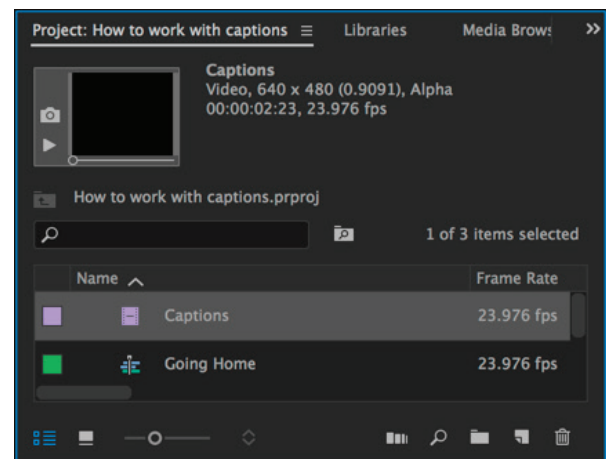 Project: How to work with captions Libraries Media Brows
Captions
Video, 640 x 480 (0.9091), Alpha
00:00:02:23, 23.976 fps
How to work with captions.prproj
1 of 3 items selected
Name Frame Rate
Captions 23.976 fps
Going Home 23.976 fps